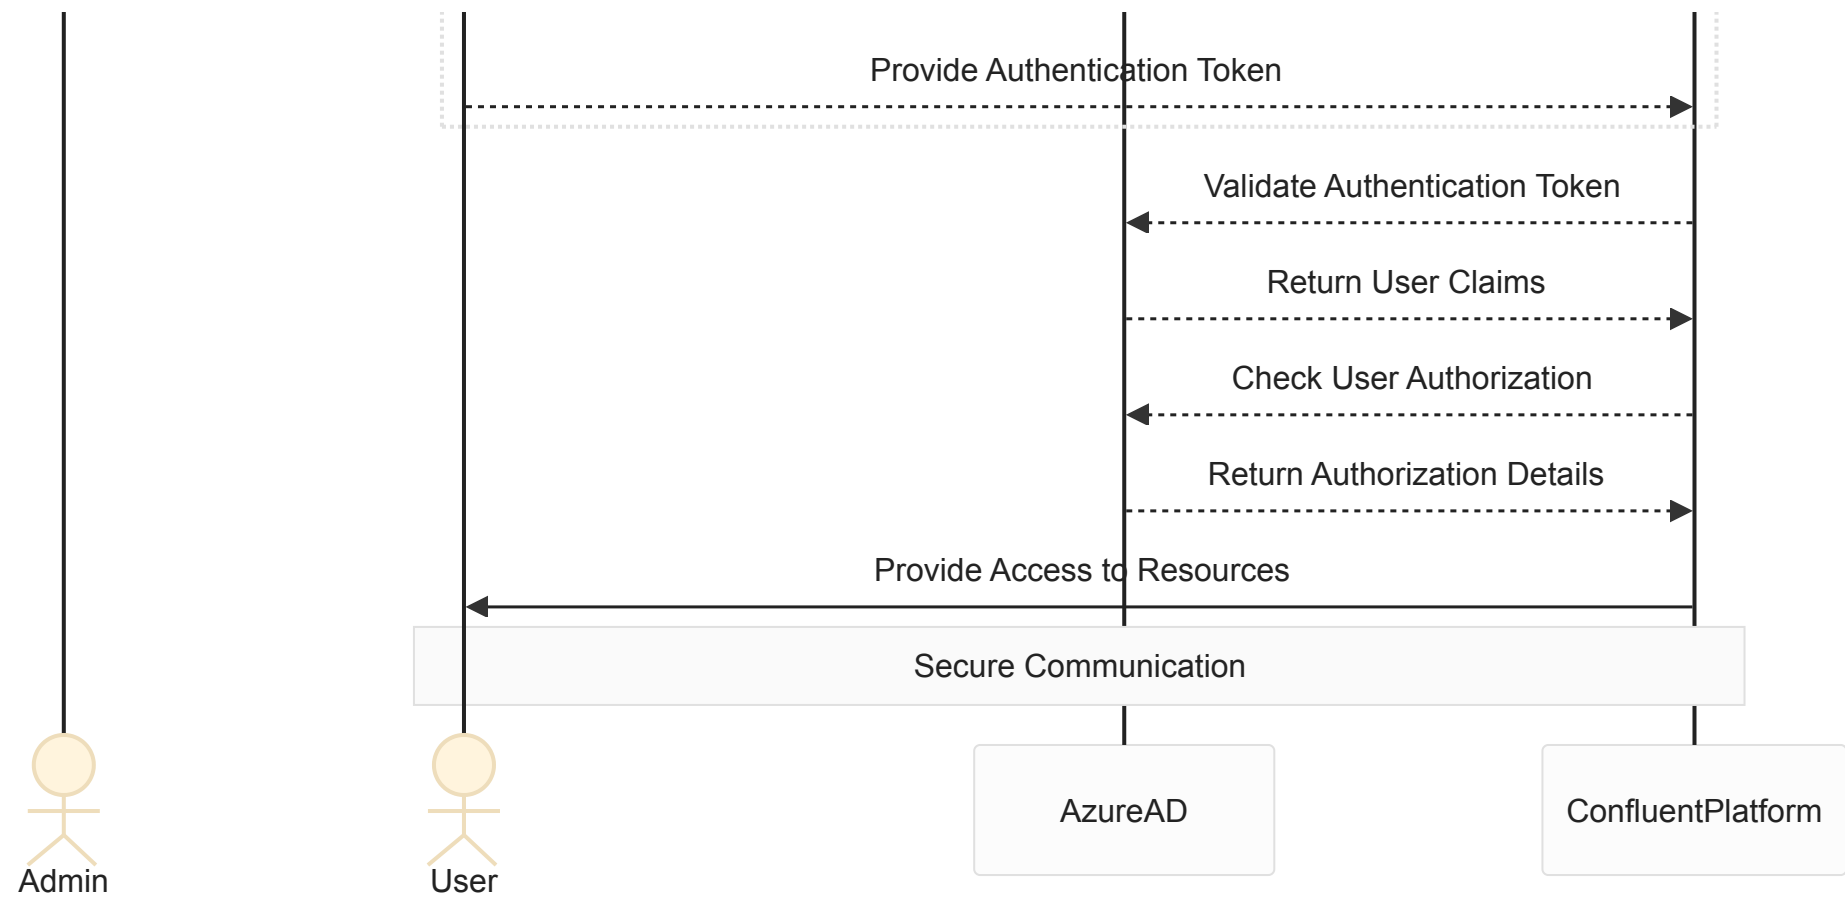 Provide Authentication Token
Validate Authentication Token
Return User Claims
Check User Authorization
Return Authorization Details
Provide Access to Resources
Secure Communication
AzureAD
ConfluentPlatform
Admin
User